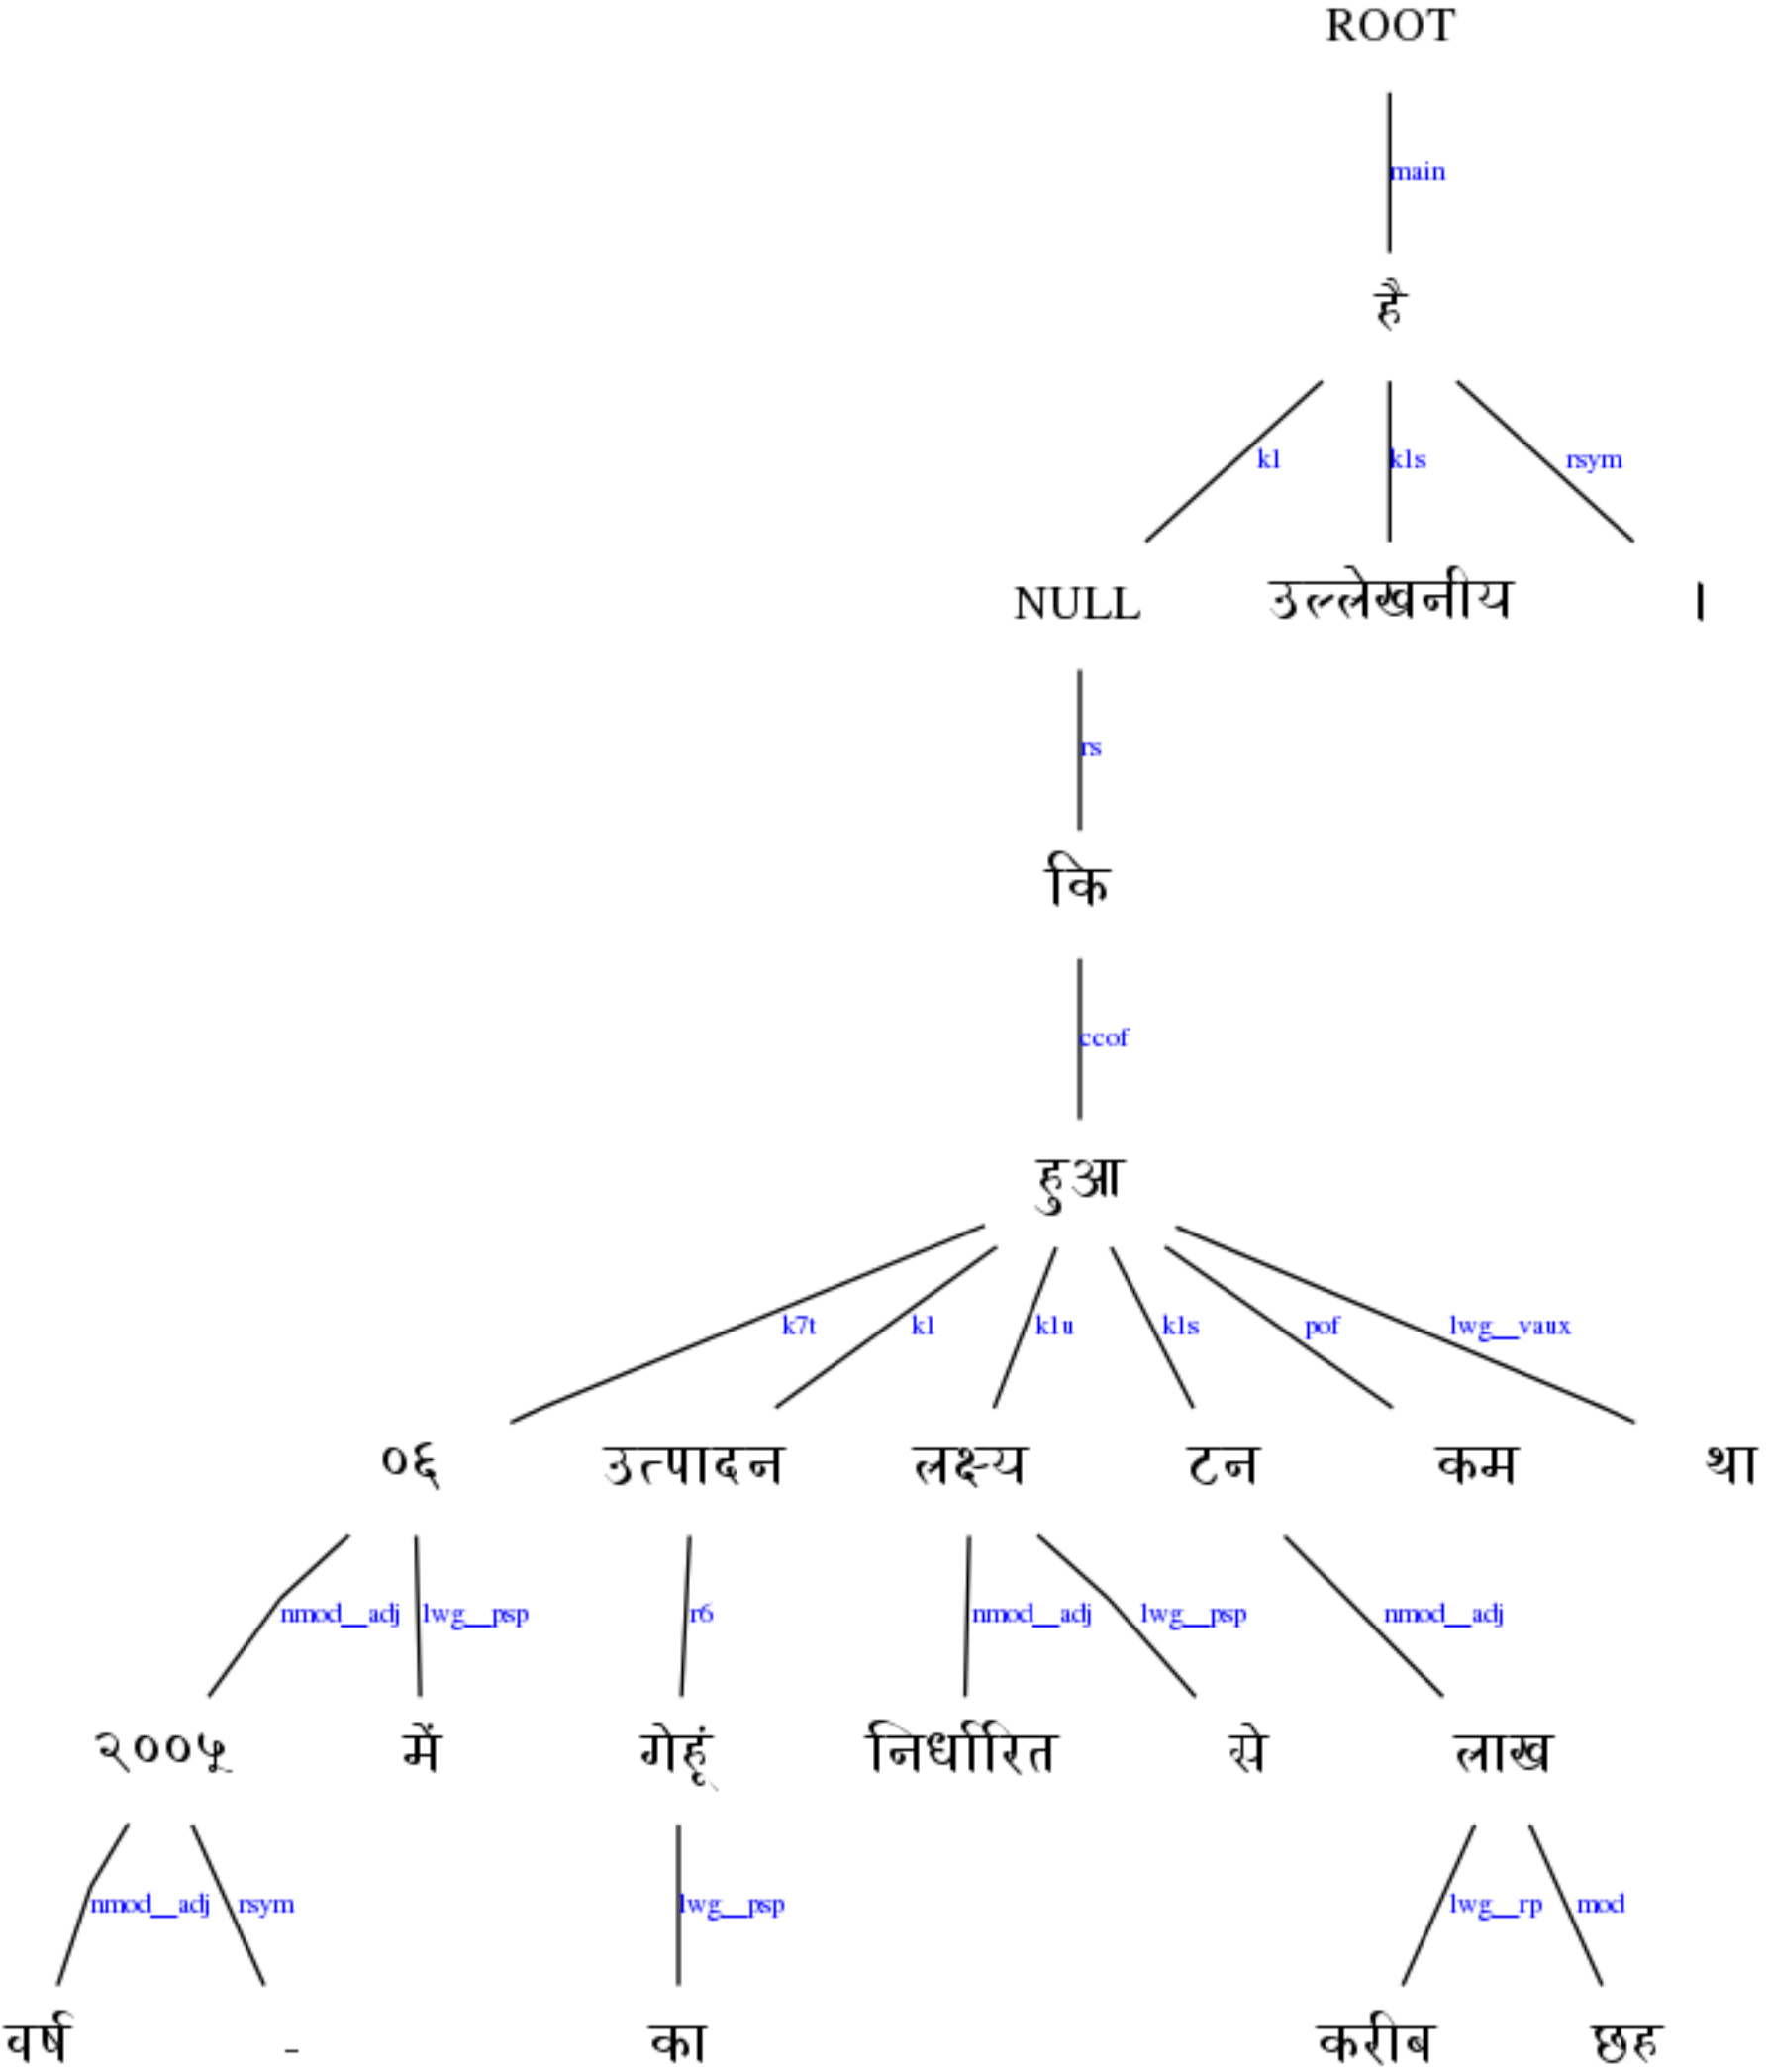 ROOT
main
है
k1 k1s rsym
NULL उल्लेखनीय ।
rs
कि
ccof
हुआ
k7t k1 k1u k1s pof lwg__vaux
०६ उत्पादन लक्ष्य टन कम था
nmod__adj lwg__psp r6 nmod__adj lwg__psp nmod__adj
२००५ में गेहूं निर्धारित से लाख
nmod__adj rsym lwg__psp lwg__rp mod
वर्ष - का करीब छह